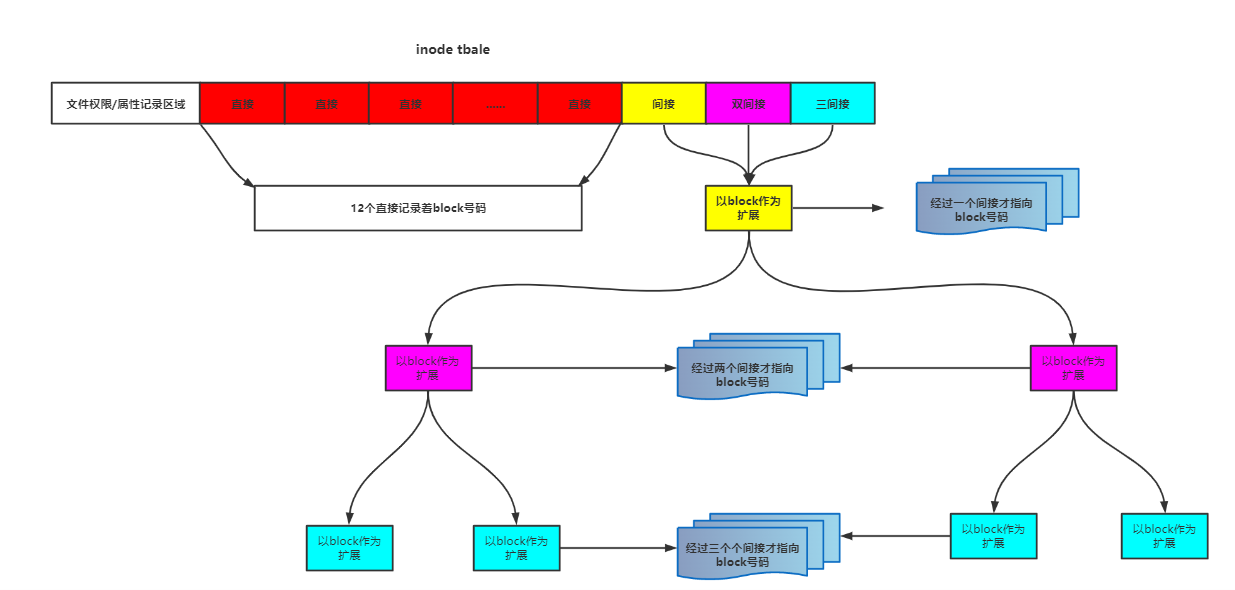 inode tbale
文件权限/属性记录区域
直接
直接
直接
......
直接
间接
双间接
三间接
12个直接记录若block号码
以block作为
扩展
经过一个间接才指向
block号码
以block作为
扩展
经过两个间接才指向
block号码
以block作为
扩展
以block作为
扩展
以block作为
扩展
经过三个个间接才指向
block号码
以block作为
扩展
以block作为
扩展